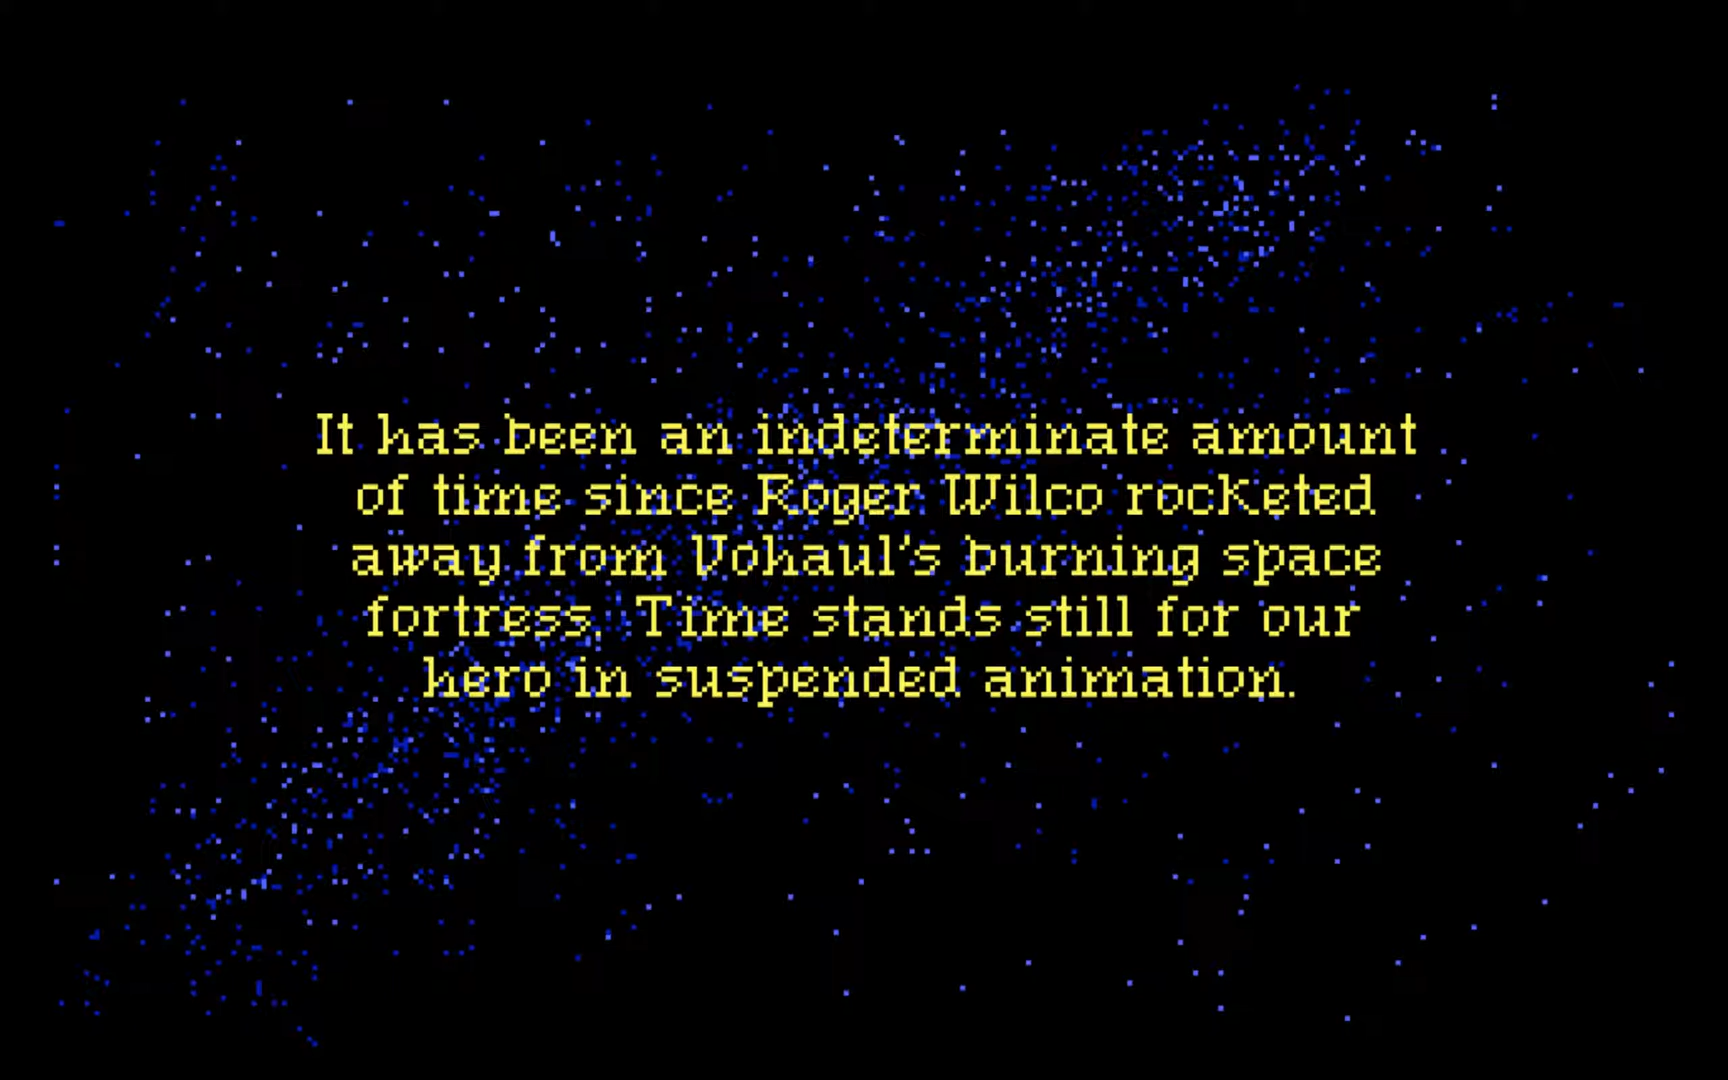 It has been an indeterminate amount
of time since Roger Wilco rocketed
away from Vohaul's burning space
fortress. Time stands still for our
hero in suspended animation.